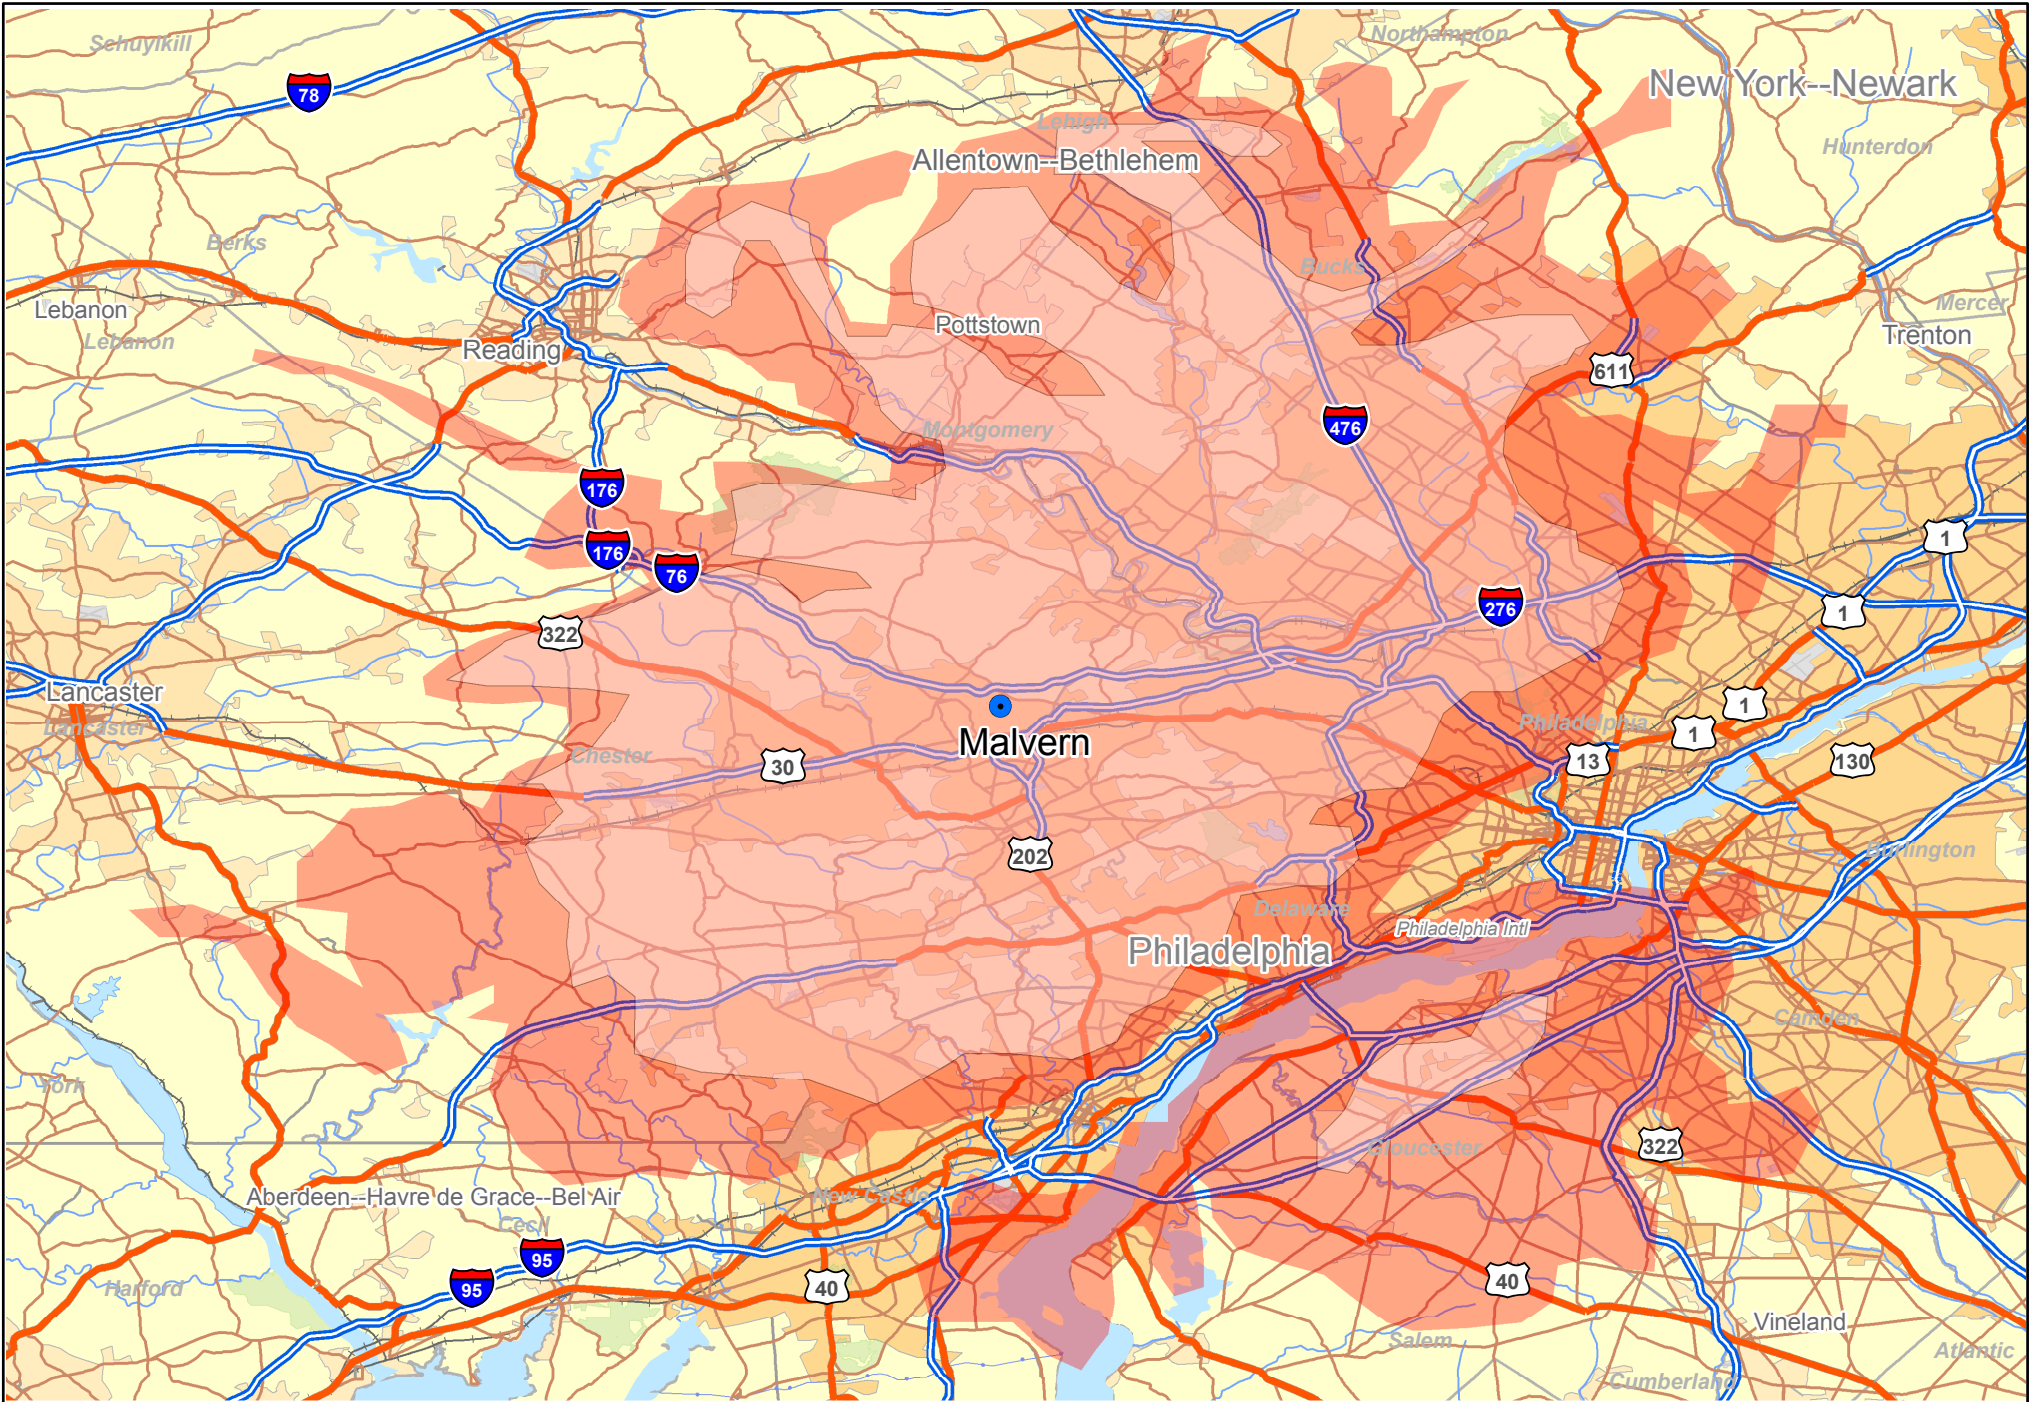 Schuylkill
Northampton
New York--Newark
78
Lehigh
Hunterdon
Allentown--Bethlehem
Berks
Bucks
Mercer
Lebanon
Pottstown
Trenton
Lebanon
Reading
611
Montgomery
476
176
1
176
76
276
1
322
Lancaster
1
Lancaster
Malvern
Philadelphia
1
Chester
30
13
130
202
Burlington
Delaware
Philadelphia Intl
Philadelphia
Camden
York
322
Gloucester
Aberdeen--Havre de Grace--Bel Air
New Castle
Cecil
95
95
40
40
Harford
Vineland
Salem
Atlantic
Cumberland